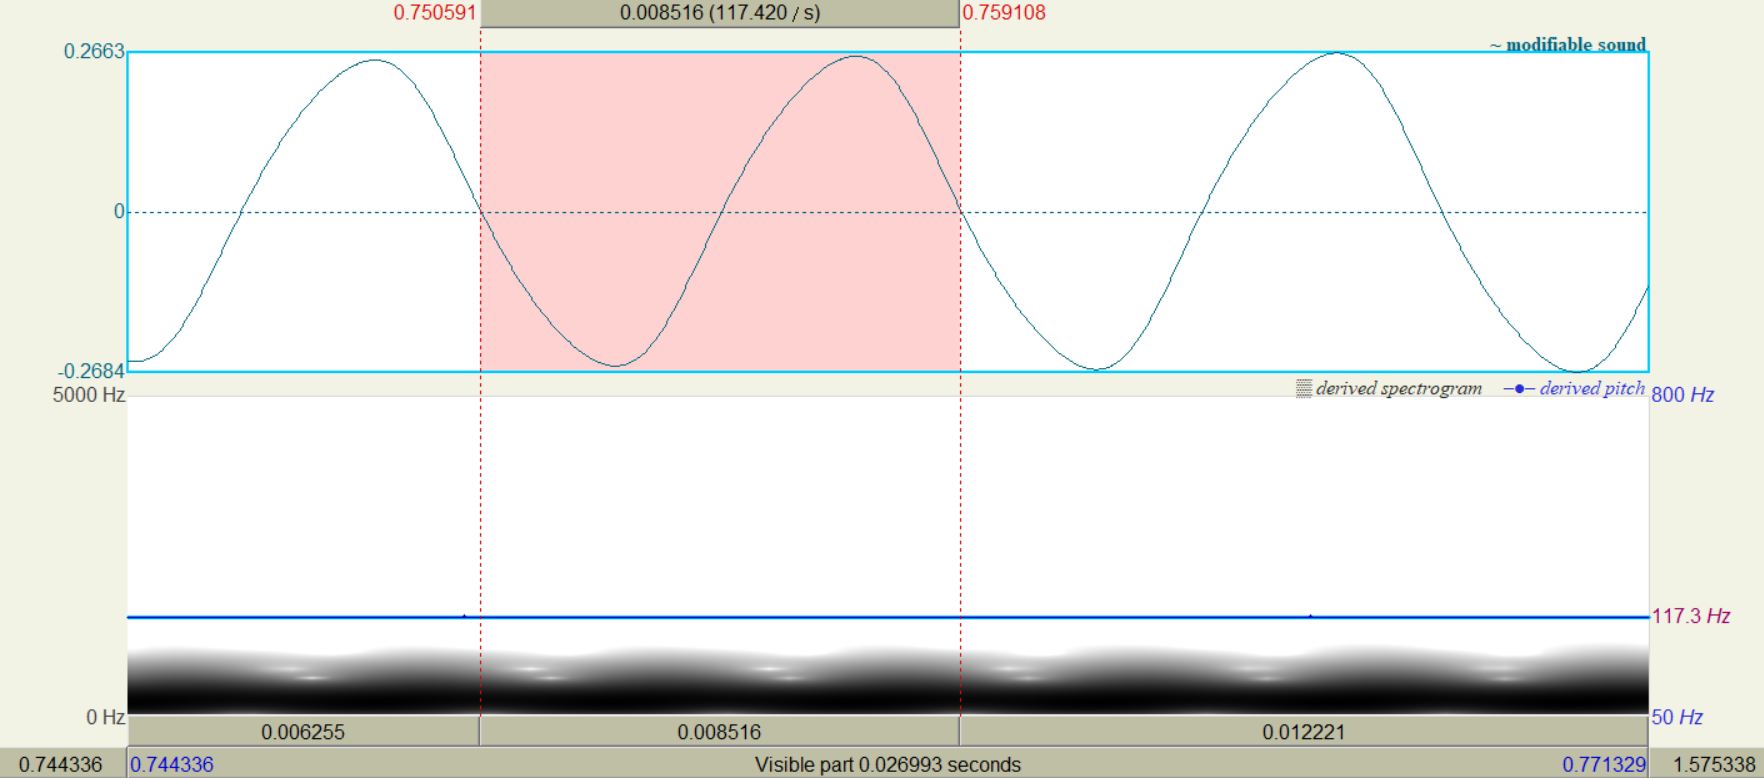 0.750591 0.008516 (117.420 / s) 0.759108
0.2663 ~ modifiable sound
0
-0.2684
5000 Hz derived spectrogram derived pitch 800 Hz
117.3 Hz
0 Hz 50 Hz
0.006255 0.008516 0.012221
0.744336 0.744336 Visible part 0.026993 seconds 0.771329 1.575338